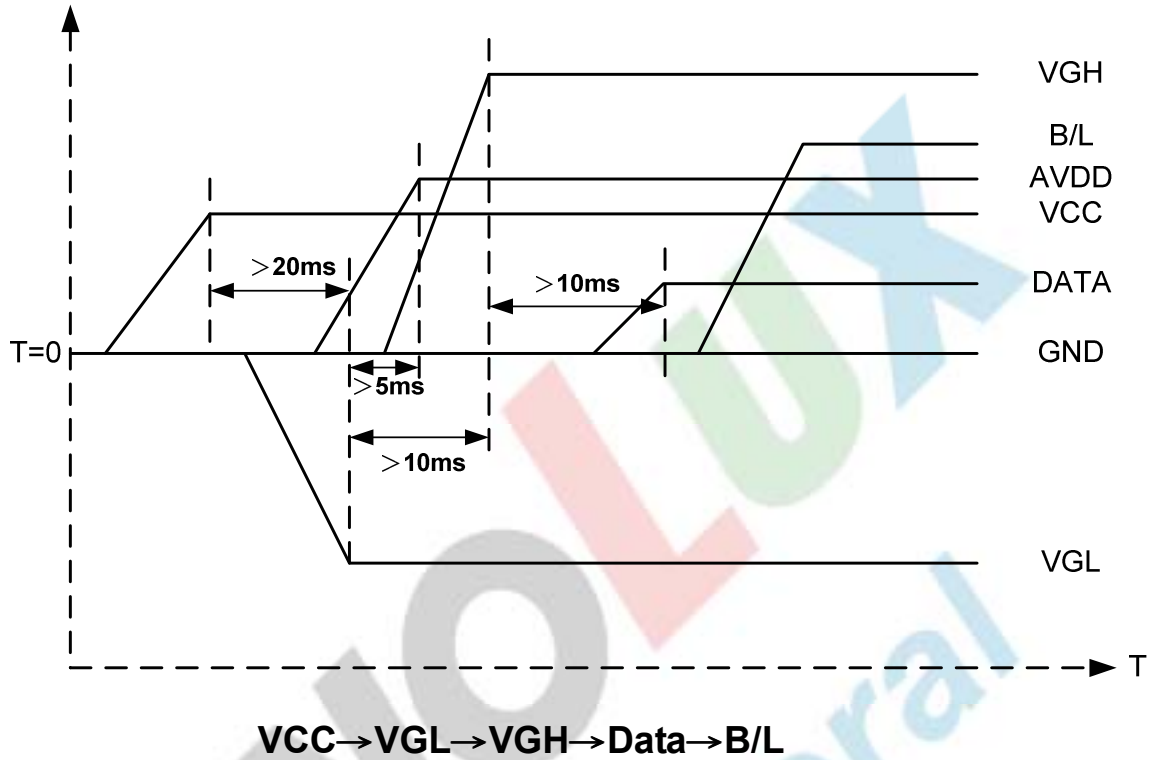 VGH
B/L
AVDD
VCC
>20ms
>10ms
DATA
T=0
GND
>5ms
>10ms
VGL
T
VCC→VGL→VGH→Data→B/L